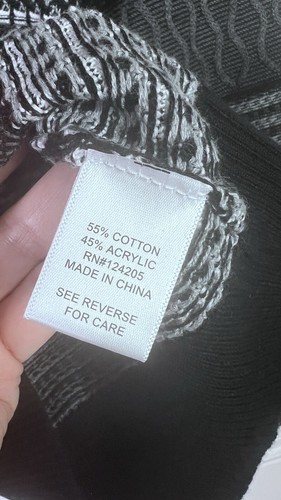 55% COTTON
45% ACRYLIC
RN#124205
MADE IN CHINA
SEE REVERSE
FOR CARE